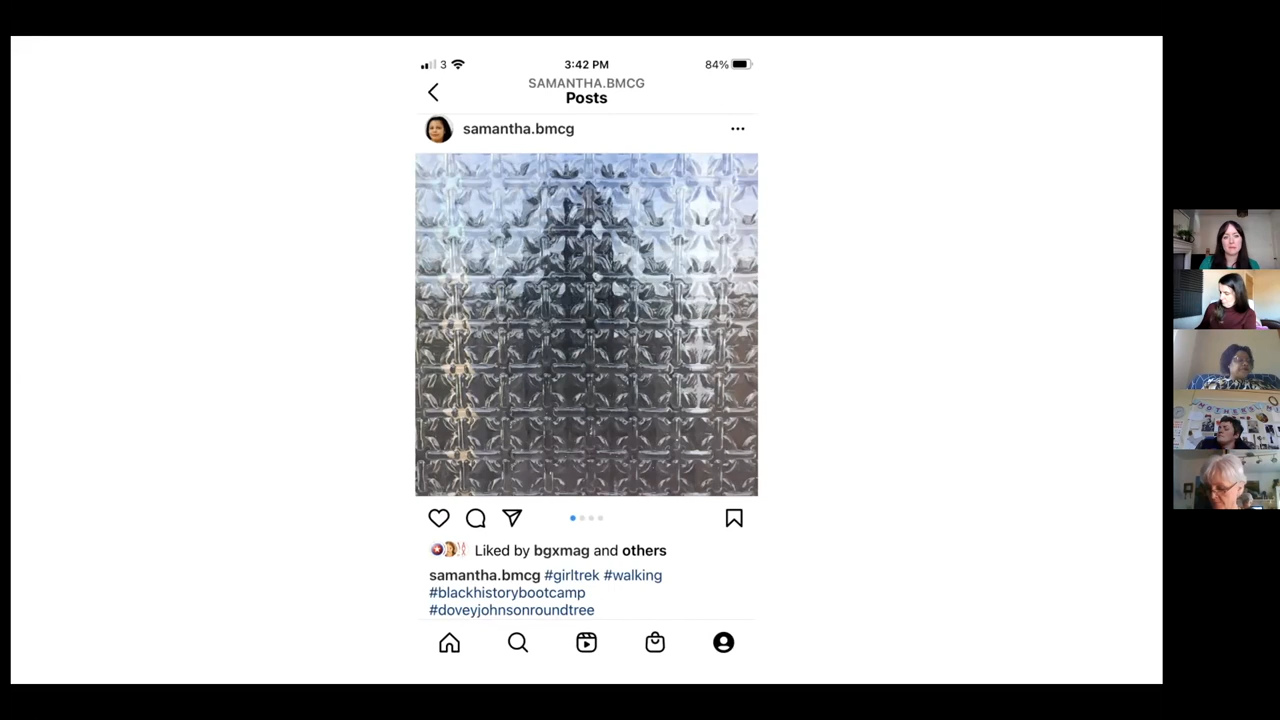 3
3:42 PM
84%
SAMANTHA.BMCG
Posts
samantha.bmcg
Liked by bgxmag and others
samantha.bmcg #girltrek #walking
#blackhistorybootcamp
#doveyjohnsonroundtree